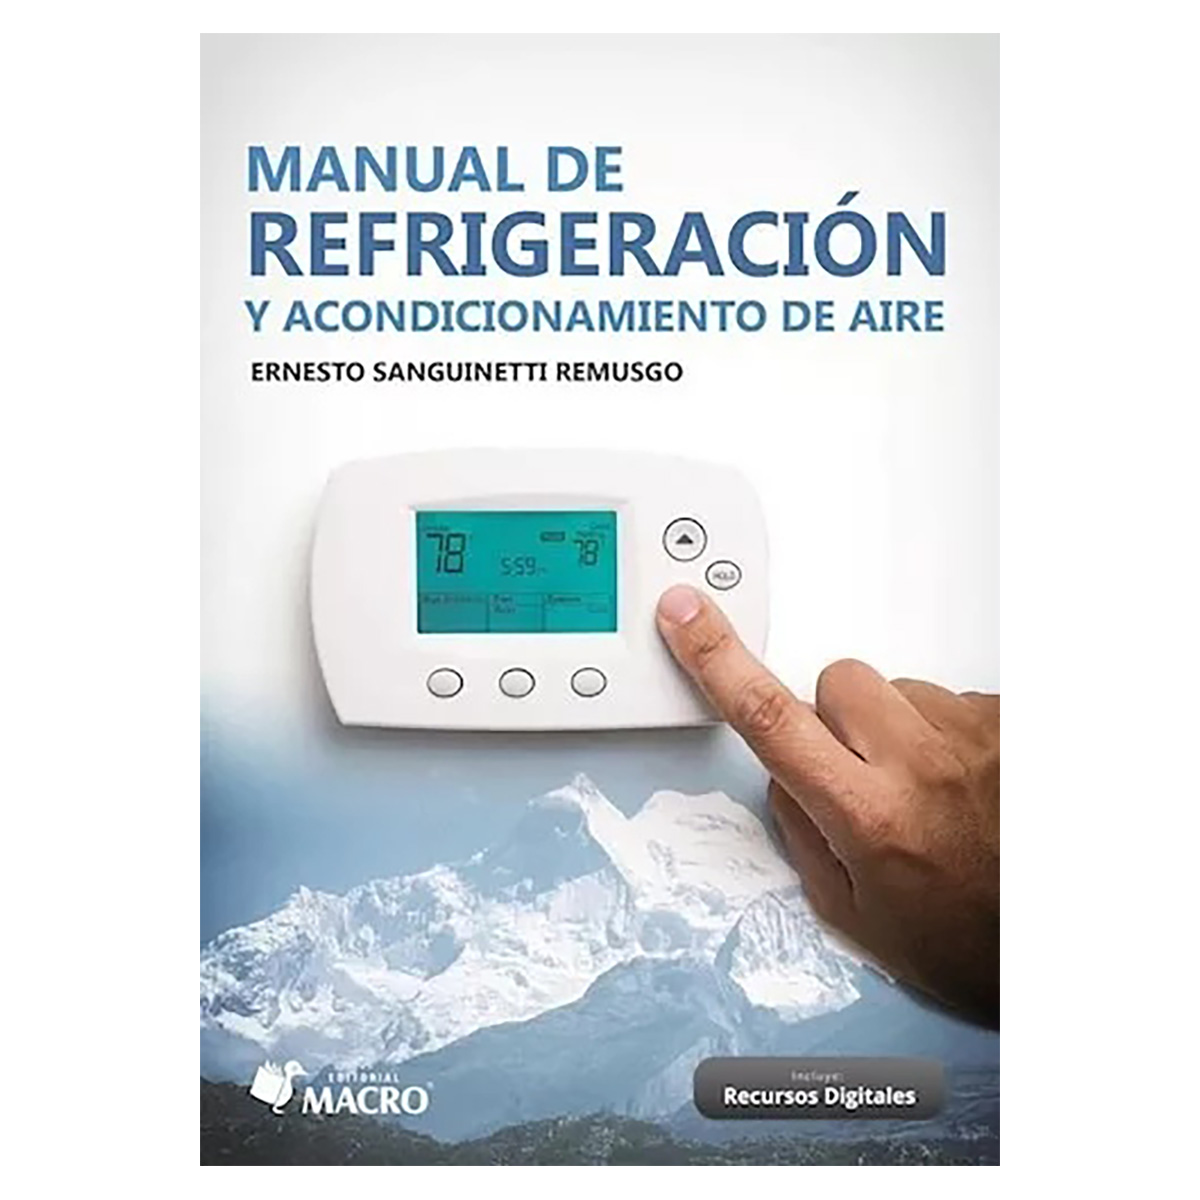 MANUAL DE
REFRIGERACIÓN
Y ACONDICIONAMIENTO DE AIRE
ERNESTO SANGUINETTI REMUSGO
78
5:59
78
HOLD
EDITORIAL
MACRO®
Incluye:
Recursos Digitales